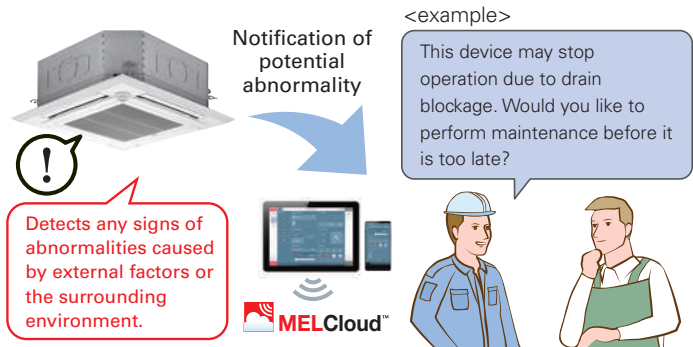 <example>
Notification of
potential
abnormality
This device may stop
operation due to drain
blockage. Would you like to
perform maintenance before it
is too late?
!
Detects any signs of
abnormalities caused
by external factors or
the surrounding
environment.
MELCloud™